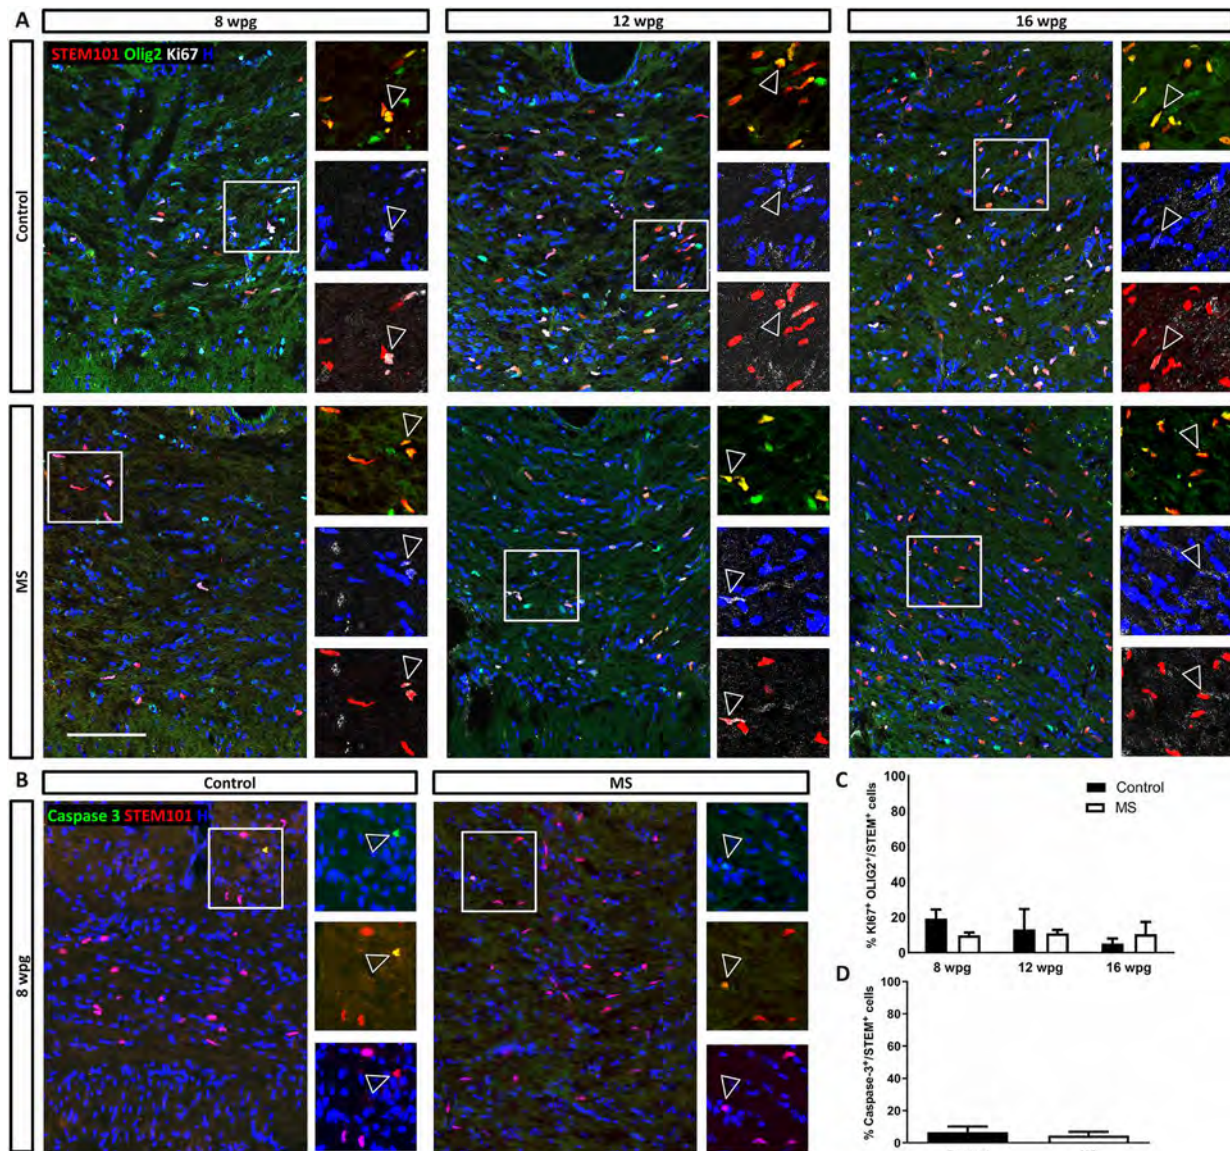 A
8 wpg
12 wpg
16 wpg
Control
STEM101 Olig2 Ki67 H
MS
B
Control
MS
8 wpg
Caspase 3 STEM101 H
C
Control
MS
% KI67⁺ OLIG2⁺/STEM⁺ cells
100
80
60
40
20
0
8 wpg
12 wpg
16 wpg
D
% Caspase-3⁺/STEM⁺ cells
100
80
60
40
20
0